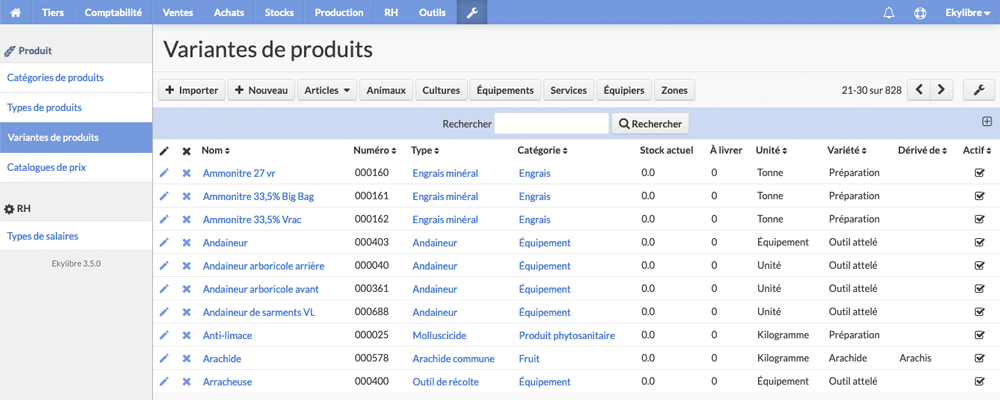 Tiers Comptabilité Ventes Achats Stocks Production RH Outils Ekylibre
Produit
Catégories de produits
Types de produits
Variantes de produits
Catalogues de prix
RH
Types de salaires
Ekylibre 3.5.0
Variantes de produits
Importer Nouveau Articles Animaux Cultures Équipements Services Équipiers Zones 21-30 sur 828
Rechercher Rechercher
Nom Numéro Type Catégorie Stock actuel À livrer Unité Variété Dérivé de Actif
Ammonitre 27 vr 000160 Engrais minéral Engrais 0.0 0 Tonne Préparation
Ammonitre 33,5% Big Bag 000161 Engrais minéral Engrais 0.0 0 Tonne Préparation
Ammonitre 33,5% Vrac 000162 Engrais minéral Engrais 0.0 0 Tonne Préparation
Andaineur 000403 Andaineur Équipement 0.0 0 Équipement Outil attelé
Andaineur arboricole arrière 000040 Andaineur Équipement 0.0 0 Unité Outil attelé
Andaineur arboricole avant 000361 Andaineur Équipement 0.0 0 Unité Outil attelé
Andaineur de sarments VL 000688 Andaineur Équipement 0.0 0 Unité Outil attelé
Anti-limace 000025 Molluscicide Produit phytosanitaire 0.0 0 Kilogramme Préparation
Arachide 000578 Arachide commune Fruit 0.0 0 Kilogramme Arachide Arachis
Arracheuse 000400 Outil de récolte Équipement 0.0 0 Équipement Outil attelé